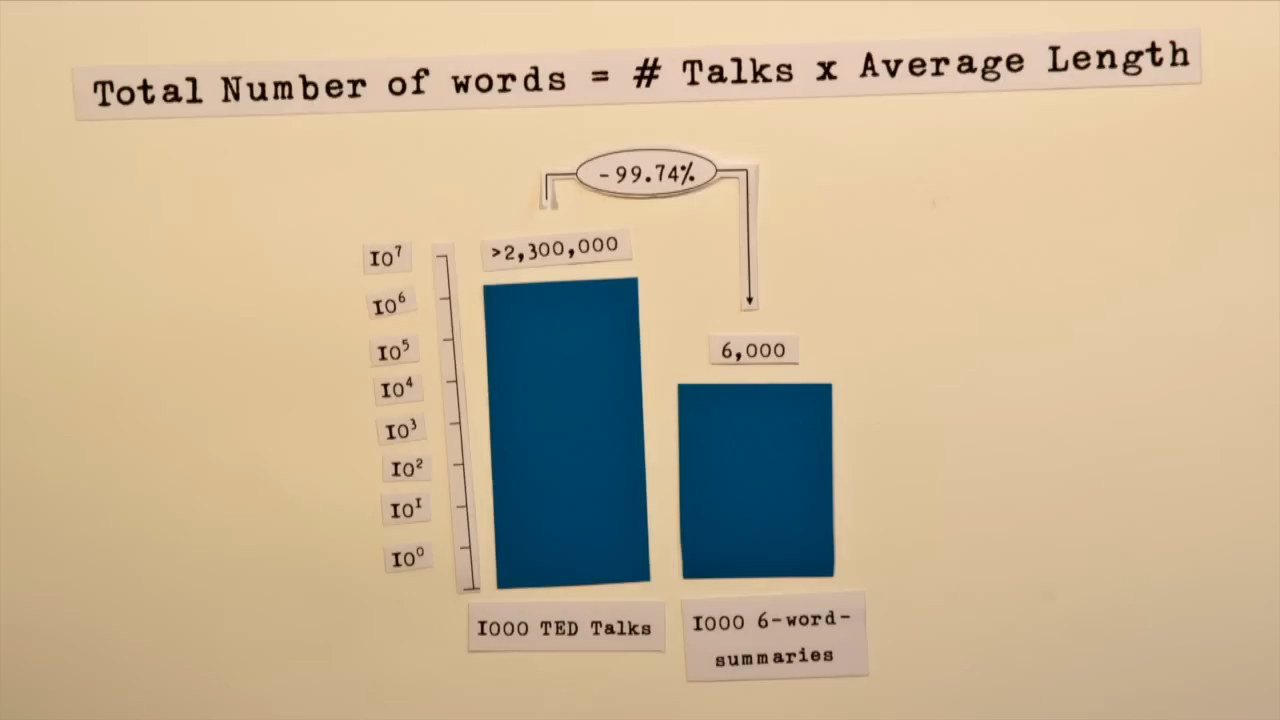 Total Number of words = # Talks x Average Length
-99.74%
>2,300,000
6,000
10⁷
10⁶
10⁵
10⁴
10³
10²
10¹
10⁰
1000 TED Talks
1000 6-word-
summaries